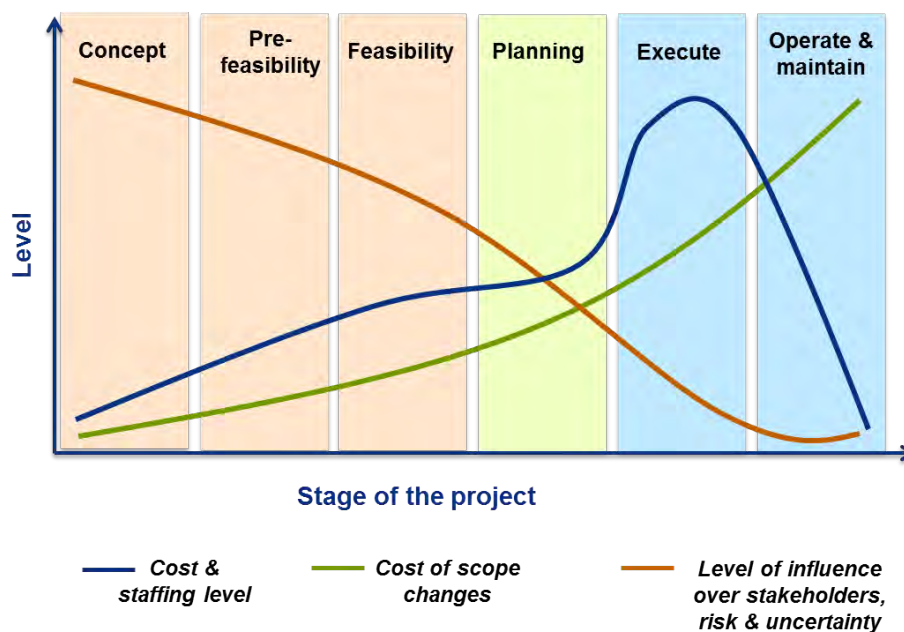 Concept
Pre-
feasibility
Feasibility
Planning
Execute
Operate &
maintain
Level
Stage of the project
Cost &
staffing level
Cost of scope
changes
Level of influence
over stakeholders,
risk & uncertainty